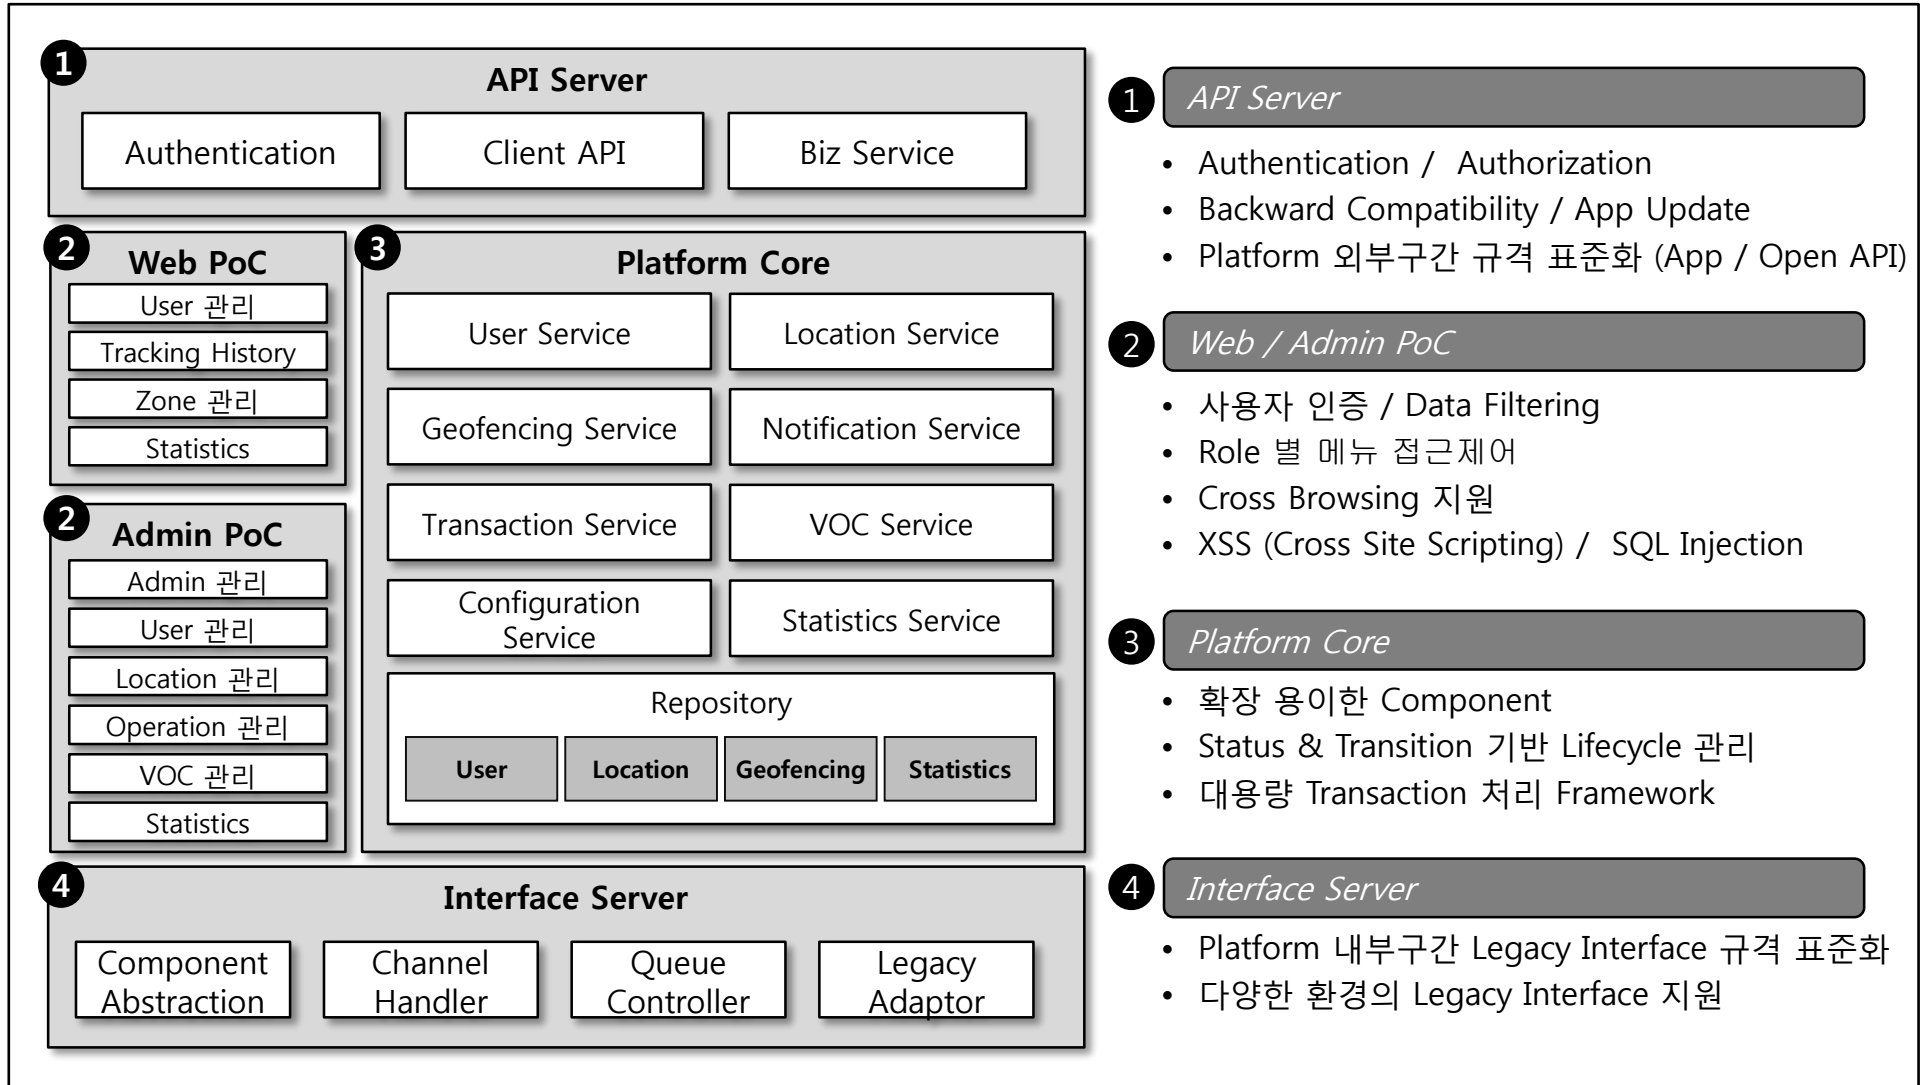 1
API Server
Authentication
Client API
Biz Service
2
Web PoC
User 관리
Tracking History
Zone 관리
Statistics
2
Admin PoC
Admin 관리
User 관리
Location 관리
Operation 관리
VOC 관리
Statistics
3
Platform Core
User Service
Location Service
Geofencing Service
Notification Service
Transaction Service
VOC Service
Configuration
Service
Statistics Service
Repository
User
Location
Geofencing
Statistics
4
Interface Server
Component
Abstraction
Channel
Handler
Queue
Controller
Legacy
Adaptor
1 API Server
• Authentication / Authorization
• Backward Compatibility / App Update
• Platform 외부구간 규격 표준화 (App / Open API)
2 Web / Admin PoC
• 사용자 인증 / Data Filtering
• Role 별 메뉴 접근제어
• Cross Browsing 지원
• XSS (Cross Site Scripting) / SQL Injection
3 Platform Core
• 확장 용이한 Component
• Status & Transition 기반 Lifecycle 관리
• 대용량 Transaction 처리 Framework
4 Interface Server
• Platform 내부구간 Legacy Interface 규격 표준화
• 다양한 환경의 Legacy Interface 지원